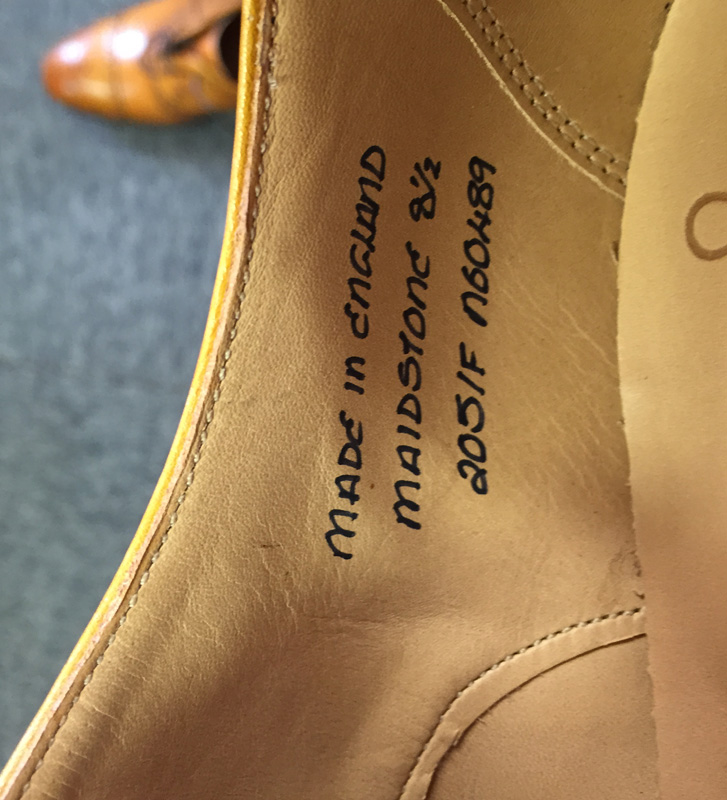 MADE IN ENGLAND
MAIDSTONE 8½
2051F N60489